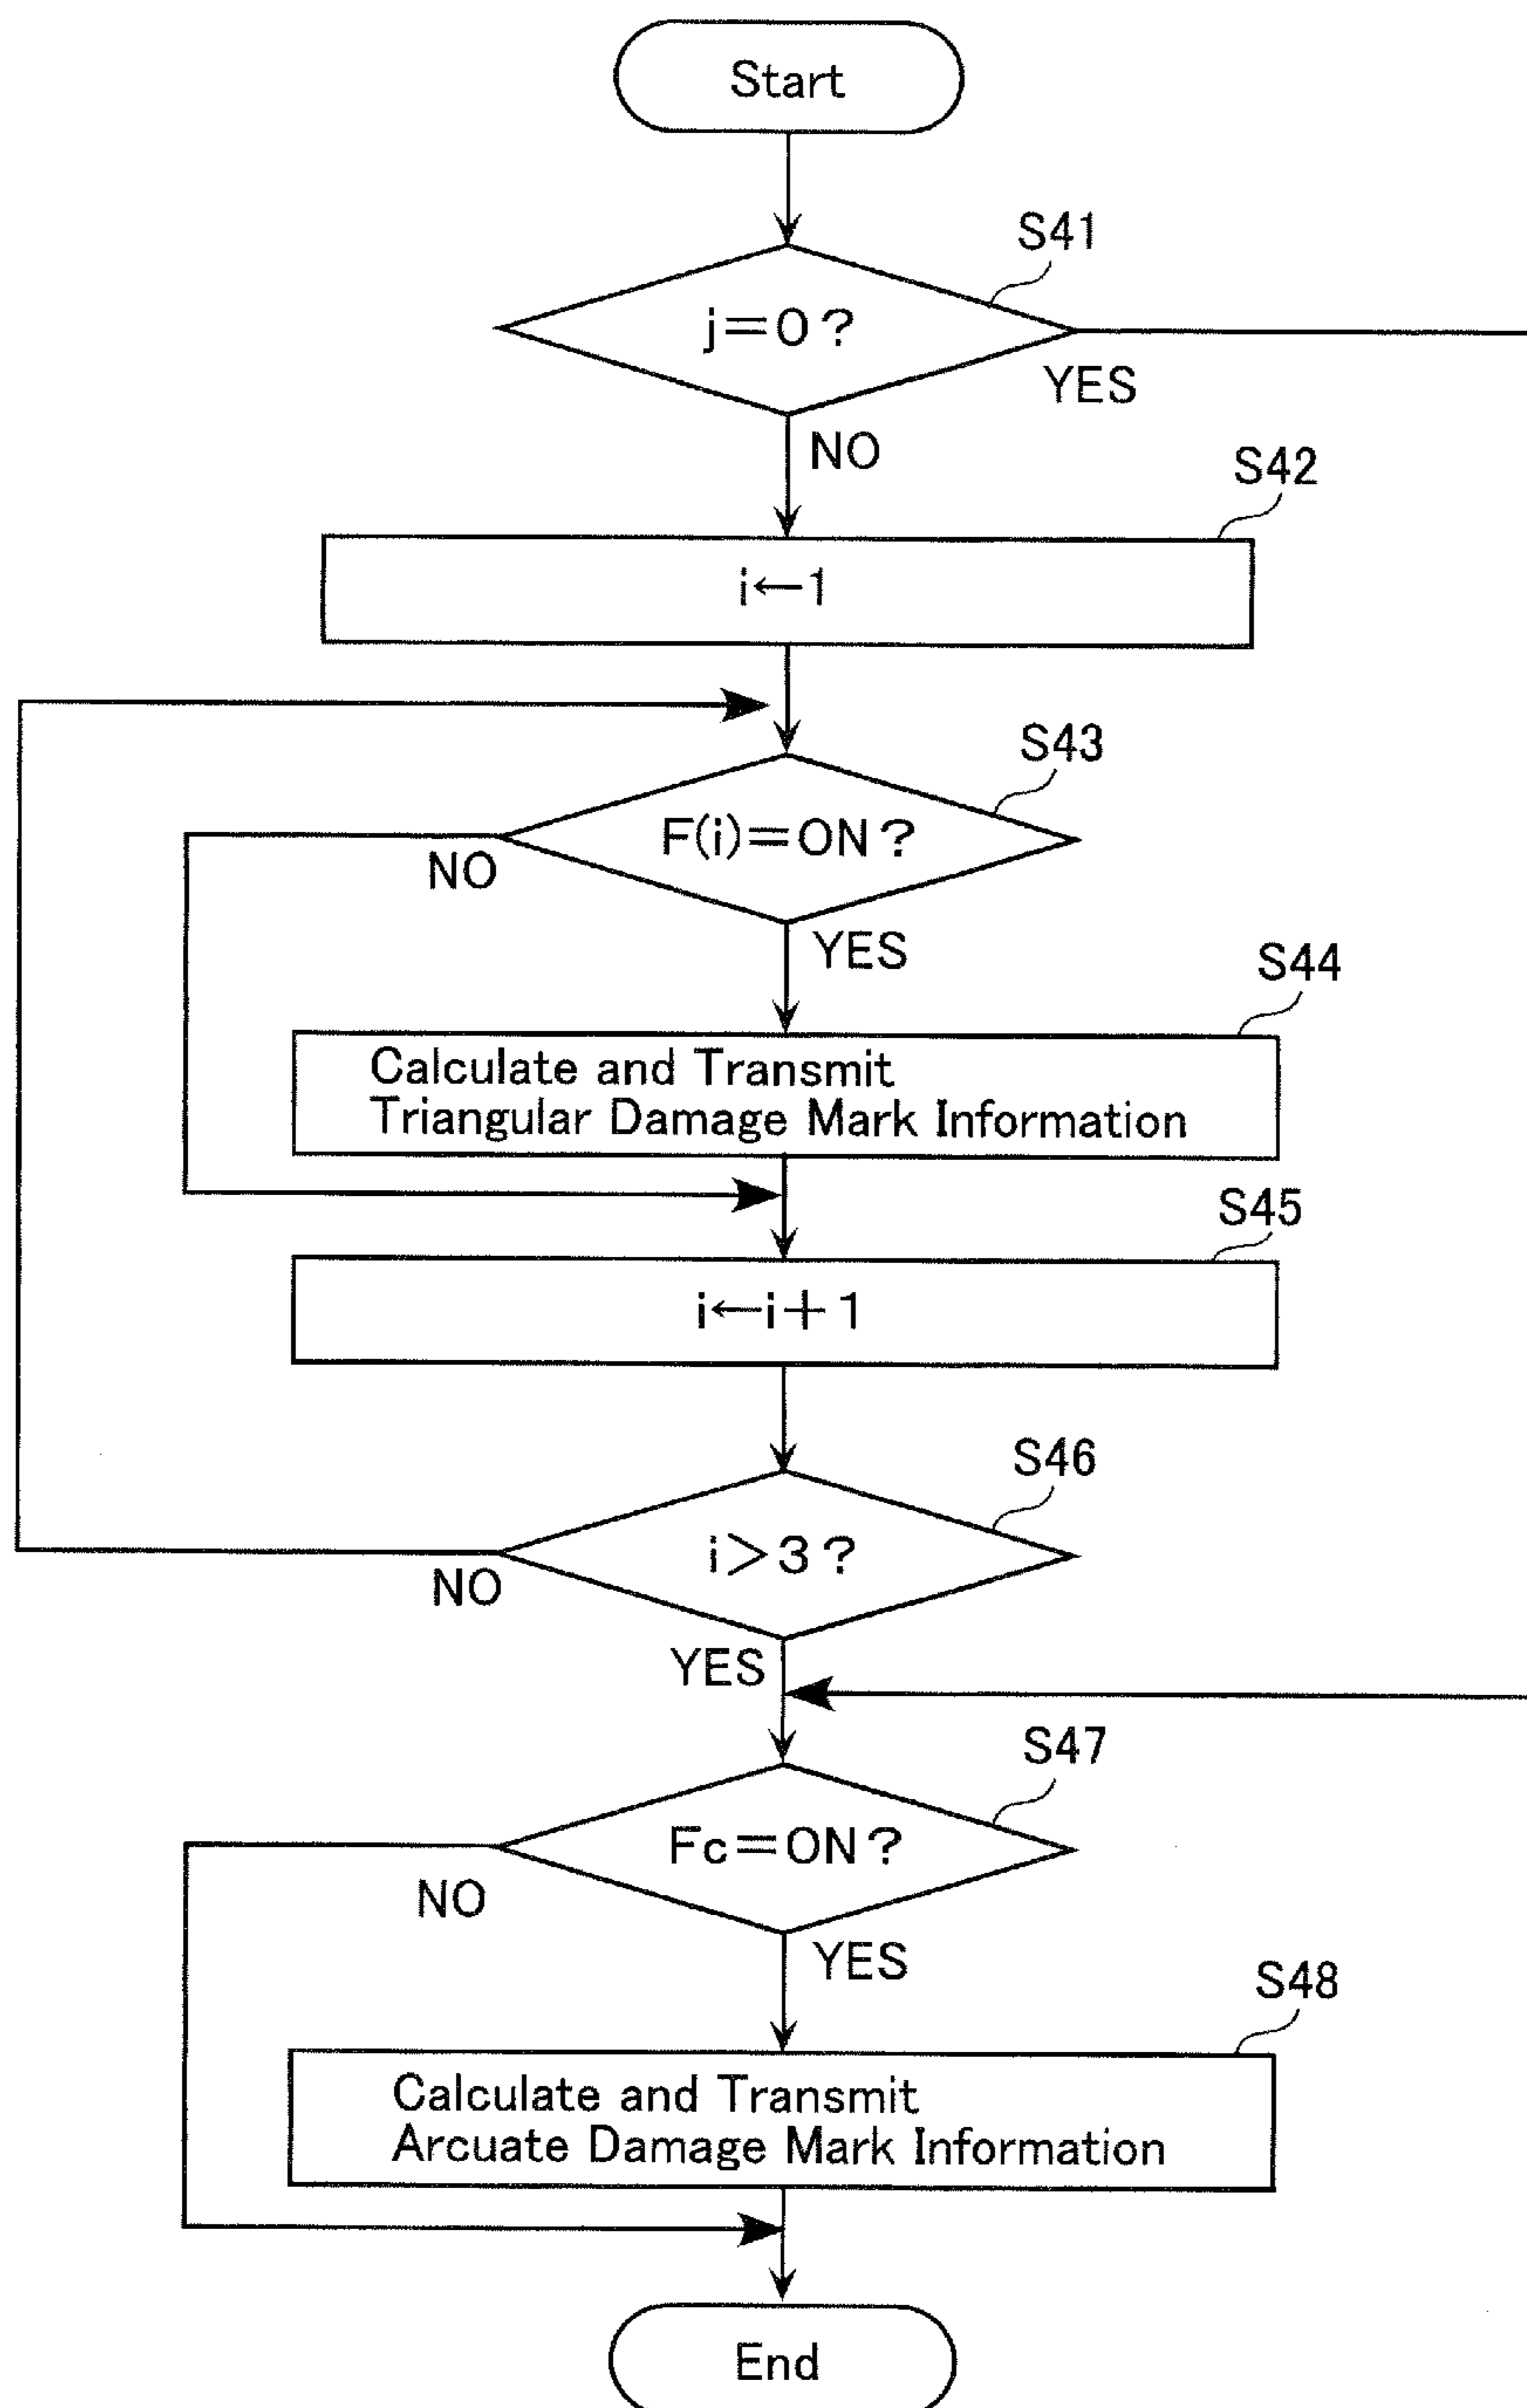 Start
S41
j=0?
YES
NO
S42
i←1
S43
F(i)=ON?
NO
YES
S44
Calculate and Transmit
Triangular Damage Mark Information
S45
i←i+1
S46
i>3?
NO
YES
S47
Fc=ON?
NO
YES
S48
Calculate and Transmit
Arcuate Damage Mark Information
End